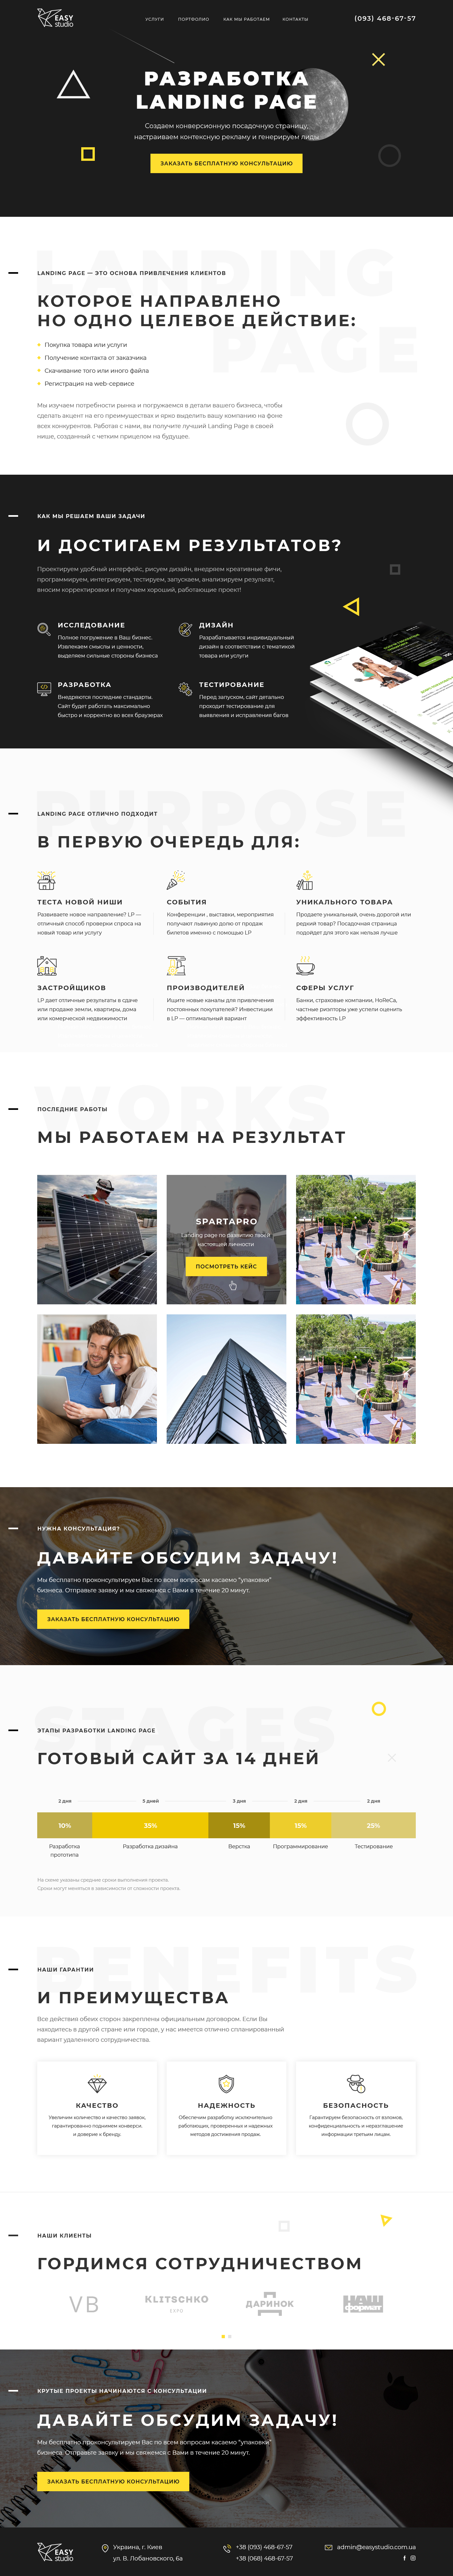 EASY
studio
УСЛУГИ ПОРТФОЛИО КАК МЫ РАБОТАЕМ КОНТАКТЫ
(093) 468-67-57
РАЗРАБОТКА
LANDING PAGE
Создаем конверсионную посадочную страницу,
настраиваем контекстную рекламу и генерируем лиды
ЗАКАЗАТЬ БЕСПЛАТНУЮ КОНСУЛЬТАЦИЮ
LANDING
PAGE
LANDING PAGE — ЭТО ОСНОВА ПРИВЛЕЧЕНИЯ КЛИЕНТОВ
КОТОРОЕ НАПРАВЛЕНО
НО ОДНО ЦЕЛЕВОЕ ДЕЙСТВИЕ:
Покупка товара или услуги
Получение контакта от заказчика
Скачивание того или иного файла
Регистрация на web-сервисе
Мы изучаем потребности рынка и погружаемся в детали вашего бизнеса, чтобы
сделать акцент на его преимуществах и ярко выделить вашу компанию на фоне
всех конкурентов. Работая с нами, вы получите лучший Landing Page в своей
нише, созданный с четким прицелом на будущее.
КАК МЫ РЕШАЕМ ВАШИ ЗАДАЧИ
И ДОСТИГАЕМ РЕЗУЛЬТАТОВ?
Проектируем удобный интерфейс, рисуем дизайн, внедряем креативные фичи,
программируем, интегрируем, тестируем, запускаем, анализируем результат,
вносим корректировки и получаем хороший, работающие проект!
ИССЛЕДОВАНИЕ
Полное погружение в Ваш бизнес.
Извлекаем смыслы и ценности,
выделяем сильные стороны бизнеса
ДИЗАЙН
Разрабатывается индивидуальный
дизайн в соответствии с тематикой
товара или услуги
РАЗРАБОТКА
Внедряются последние стандарты.
Сайт будет работать максимально
быстро и корректно во всех браузерах
ТЕСТИРОВАНИЕ
Перед запуском, сайт детально
проходит тестирование для
выявления и исправления багов
PURPOSE
LANDING PAGE ОТЛИЧНО ПОДХОДИТ
В ПЕРВУЮ ОЧЕРЕДЬ ДЛЯ:
ТЕСТА НОВОЙ НИШИ
Развиваете новое направление? LP —
отличный способ проверки спроса на
новый товар или услугу
СОБЫТИЯ
Конференции , выставки, мероприятие
получают львиную долю от продаж
билетов именно с помощью LP
УНИКАЛЬНОГО ТОВАРА
Продаете уникальный, очень дорогой или
редкий товар? Посадочная страница
подойдет для этого как нельзя лучше
ЗАСТРОЙЩИКОВ
LP дает отличные результаты в сдаче
или продаже земли, квартиры, дома
или комерческой недвижимости
ПРОИЗВОДИТЕЛЕЙ
Ищите новые каналы для привлечения
постоянных покупателей? Инвестиции
в LP — оптимальный вариант
СФЕРЫ УСЛУГ
Банки, страховые компании, HoReCa,
частные риэлторы уже успели оценить
эффективность LP
WORKS
ПОСЛЕДНИЕ РАБОТЫ
МЫ РАБОТАЕМ НА РЕЗУЛЬТАТ
SPARTAPRO
Landing page по развитию твоей
настоящей личности
ПОСМОТРЕТЬ КЕЙС
НУЖНА КОНСУЛЬТАЦИЯ?
ДАВАЙТЕ ОБСУДИМ ЗАДАЧУ!
Мы бесплатно проконсультируем Вас по всем вопросам касаемо "упаковки"
бизнеса. Отправьте заявку и мы свяжемся с Вами в течение 20 минут.
ЗАКАЗАТЬ БЕСПЛАТНУЮ КОНСУЛЬТАЦИЮ
STAGES
ЭТАПЫ РАЗРАБОТКИ LANDING PAGE
ГОТОВЫЙ САЙТ ЗА 14 ДНЕЙ
2 дня 5 дней 3 дня 2 дня 2 дня
10% 35% 15% 15% 25%
Разработка
прототипа
Разработка дизайна
Верстка
Программирование
Тестирование
На схеме указаны средние сроки выполнения проекта.
Сроки могут меняться в зависимости от сложности проекта.
BENEFITS
НАШИ ГАРАНТИИ
И ПРЕИМУЩЕСТВА
Все действия обеих сторон закреплены официальным договором. Если Вы
находитесь в другой стране или городе, у нас имеется отлично спланированный
вариант удаленного сотрудничества.
КАЧЕСТВО
Увеличим количество и качество заявок,
гарантированно поднимем конверсю.
и доверие к бренду.
НАДЕЖНОСТЬ
Обеспечим разработку исключительно
работающих, проверенных и надежных
методов достижения продаж.
БЕЗОПАСНОСТЬ
Гарантируем безопасность от взломов,
конфиденциальность и неразглашение
информации третьим лицам.
НАШИ КЛИЕНТЫ
ГОРДИМСЯ СОТРУДНИЧЕСТВОМ
VB
KLITSCHKO
EXPO
ДАРИНОК
НАШ
формат
КРУТЫЕ ПРОЕКТЫ НАЧИНАЮТСЯ С КОНСУЛЬТАЦИИ
ДАВАЙТЕ ОБСУДИМ ЗАДАЧУ!
Мы бесплатно проконсультируем Вас по всем вопросам касаемо "упаковки"
бизнеса. Отправьте заявку и мы свяжемся с Вами в течение 20 минут.
ЗАКАЗАТЬ БЕСПЛАТНУЮ КОНСУЛЬТАЦИЮ
EASY
studio
Украина, г. Киев
ул. В. Лобановского, 6а
+38 (093) 468-67-57
+38 (068) 468-67-57
admin@easystudio.com.ua